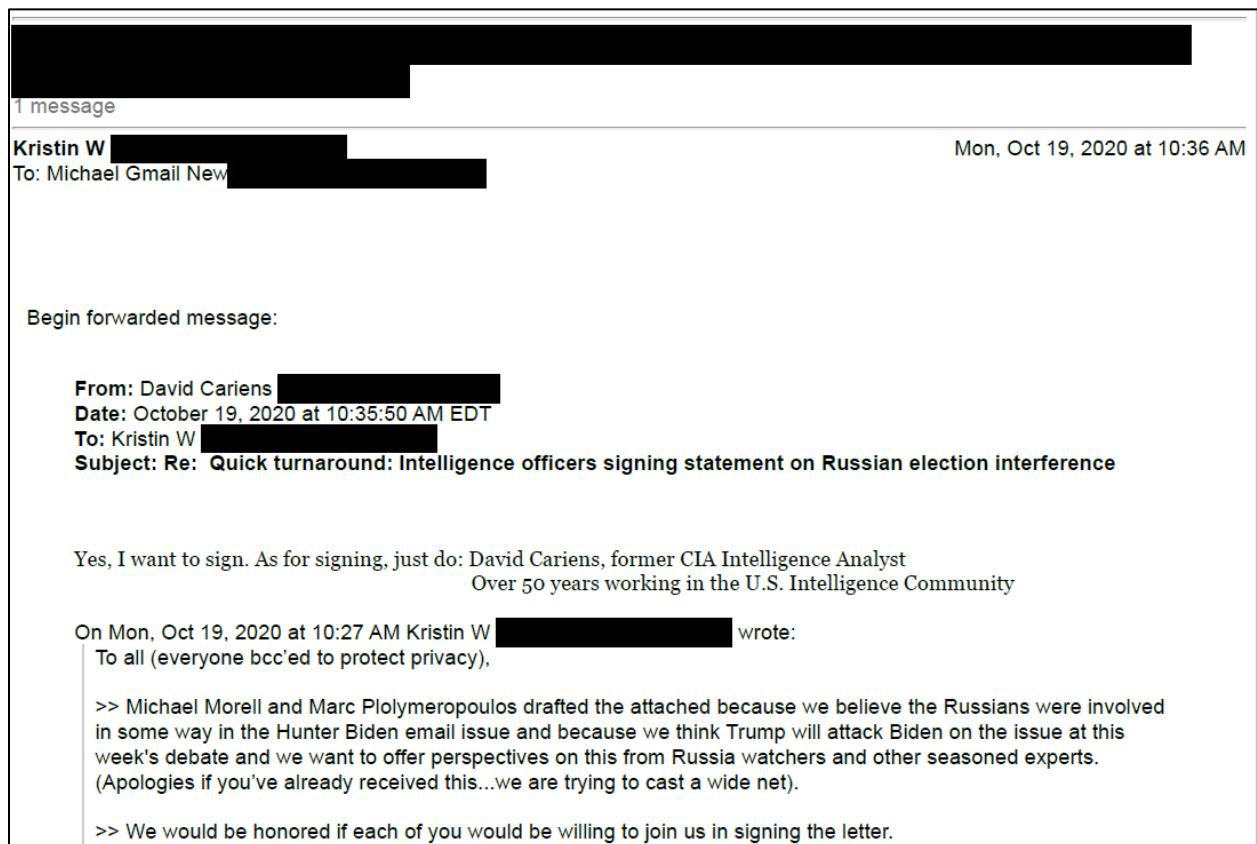 1 message
Kristin W
Mon, Oct 19, 2020 at 10:36 AM
To: Michael Gmail New
Begin forwarded message:
From: David Cariens
Date: October 19, 2020 at 10:35:50 AM EDT
To: Kristin W
Subject: Re: Quick turnaround: Intelligence officers signing statement on Russian election interference
Yes, I want to sign. As for signing, just do: David Cariens, former CIA Intelligence Analyst
Over 50 years working in the U.S. Intelligence Community
On Mon, Oct 19, 2020 at 10:27 AM Kristin W wrote:
To all (everyone bcc'ed to protect privacy),
>> Michael Morell and Marc Plolymeropoulos drafted the attached because we believe the Russians were involved
in some way in the Hunter Biden email issue and because we think Trump will attack Biden on the issue at this
week's debate and we want to offer perspectives on this from Russia watchers and other seasoned experts.
(Apologies if you've already received this...we are trying to cast a wide net).
>> We would be honored if each of you would be willing to join us in signing the letter.